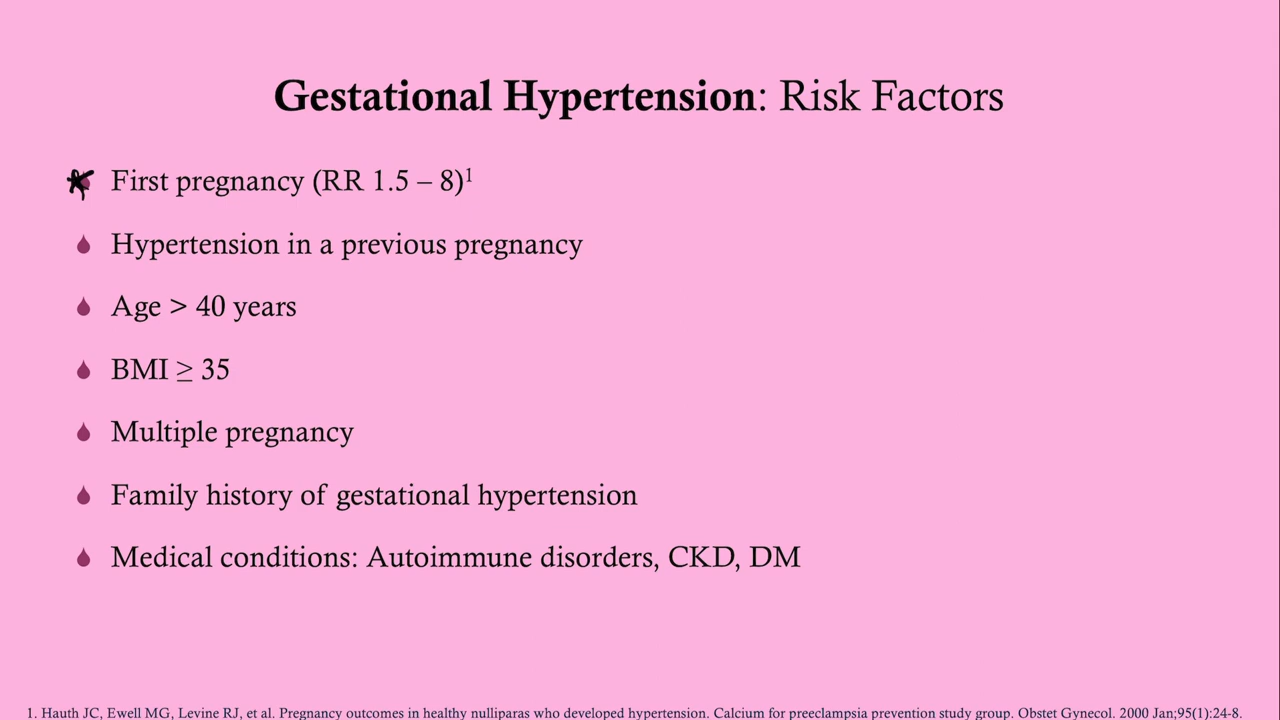 Gestational Hypertension: Risk Factors
First pregnancy (RR 1.5 – 8)¹
Hypertension in a previous pregnancy
Age > 40 years
BMI ≥ 35
Multiple pregnancy
Family history of gestational hypertension
Medical conditions: Autoimmune disorders, CKD, DM
1. Hauth JC, Ewell MG, Levine RJ, et al. Pregnancy outcomes in healthy nulliparas who developed hypertension. Calcium for preeclampsia prevention study group. Obstet Gynecol. 2000 Jan;95(1):24-8.